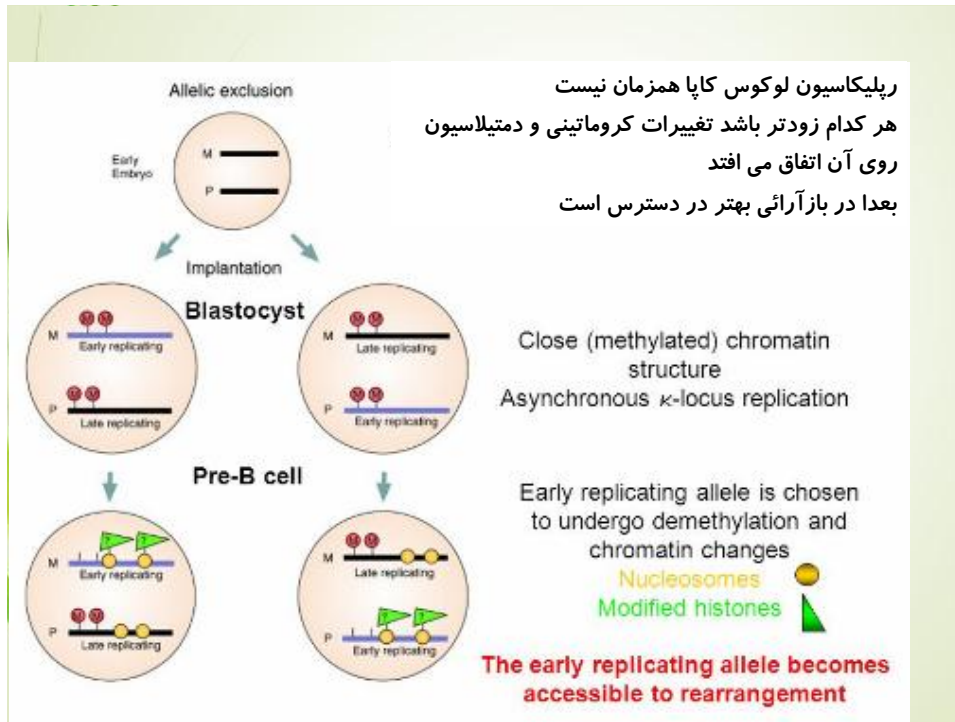 Allelic exclusion
رپلیکاسیون لوکوس کاپا همزمان نیست
هر کدام زودتر باشد تغییرات کروماتینی و دمتیلاسیون
روی آن اتفاق می افتد
بعدا در بازآرائی بهتر در دسترس است
Early
Embryo
M
P
Implantation
Blastocyst
M
M M
Early replicating
P
M M
Late replicating
M
M M
Late replicating
P
M M
Early replicating
Close (methylated) chromatin
structure
Asynchronous κ-locus replication
Pre-B cell
M
? ?
Early replicating
P
M M
Late replicating
M
M M
Late replicating
P
? ?
Early replicating
Early replicating allele is chosen
to undergo demethylation and
chromatin changes
Nucleosomes
Modified histones
The early replicating allele becomes
accessible to rearrangement